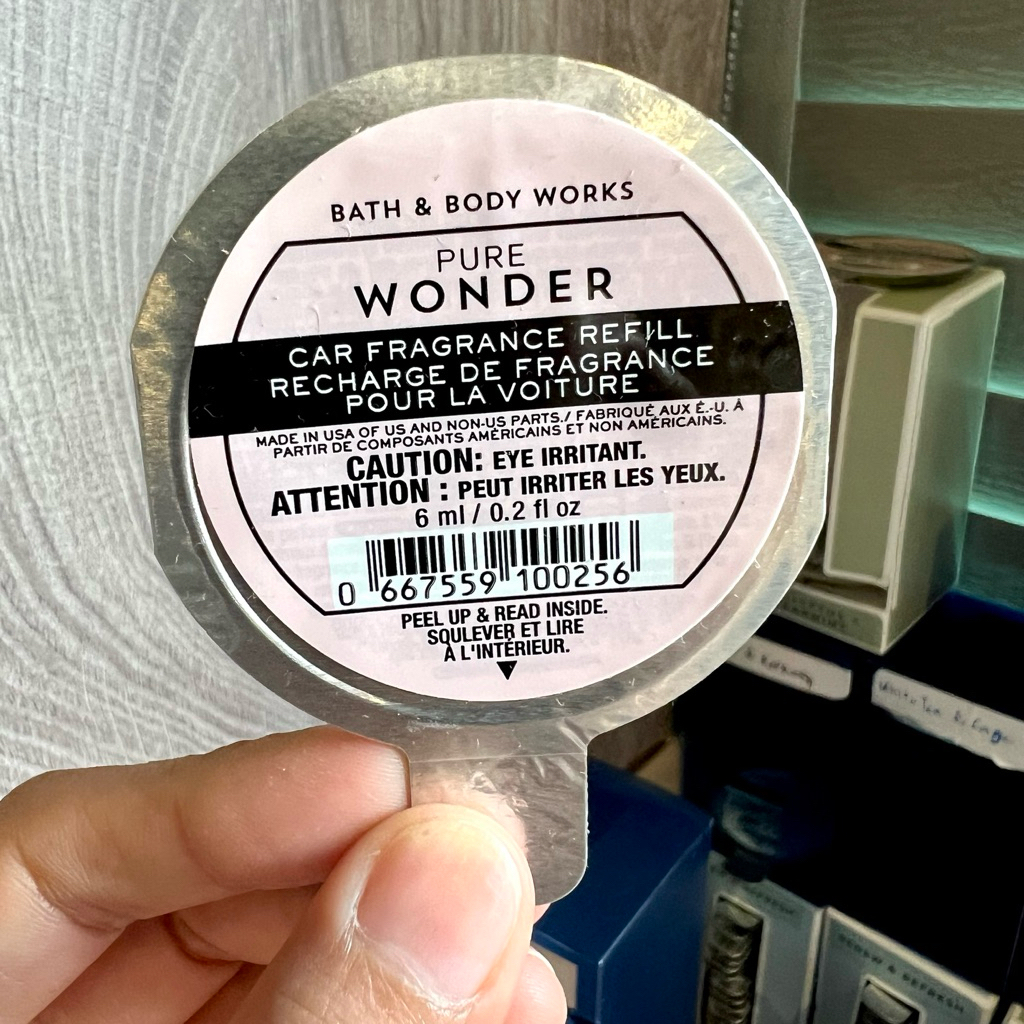 BATH & BODY WORKS
PURE
WONDER
CAR FRAGRANCE REFILL
RECHARGE DE FRAGRANCE
POUR LA VOITURE
MADE IN USA OF US AND NON-US PARTS./ FABRIQUÉ AUX É.-U. À
PARTIR DE COMPOSANTS AMÉRICAINS ET NON AMÉRICAINS.
CAUTION: EYE IRRITANT.
ATTENTION : PEUT IRRITER LES YEUX.
6 ml / 0.2 fl oz
0 667559 100256
PEEL UP & READ INSIDE.
SQULEVER ET LIRE
À L'INTÉRIEUR.
& REFRESH